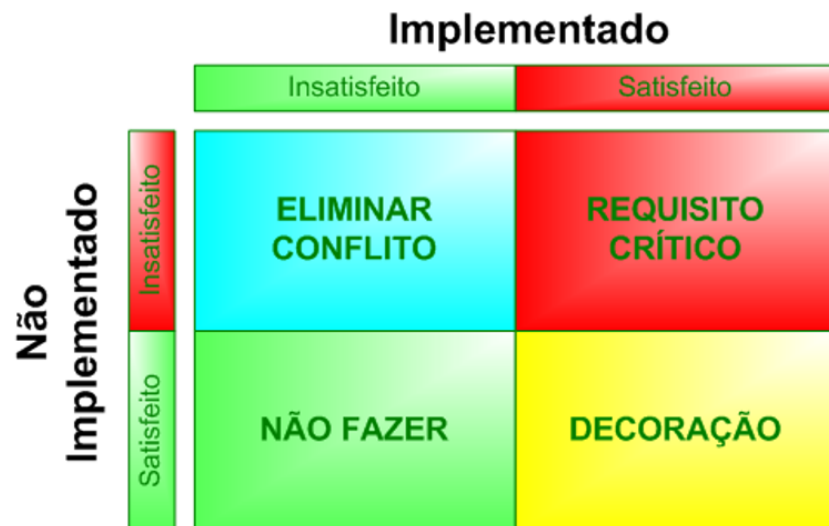 Implementado
Insatisfeito
Satisfeito
Não
Implementado
Insatisfeito
Satisfeito
ELIMINAR
CONFLITO
REQUISITO
CRÍTICO
NÃO FAZER
DECORAÇÃO